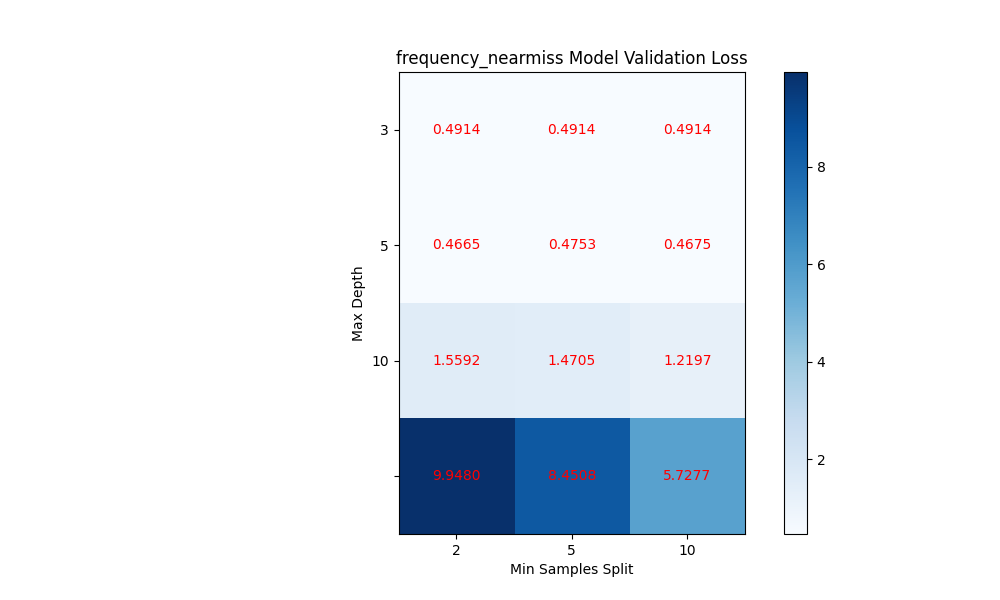 frequency_nearmiss Model Validation Loss
3
0.4914 0.4914 0.4914
5
0.4665 0.4753 0.4675
Max Depth
10
1.5592 1.4705 1.2197
9.9480 8.4508 5.7277
2 5 10
Min Samples Split
8
6
4
2